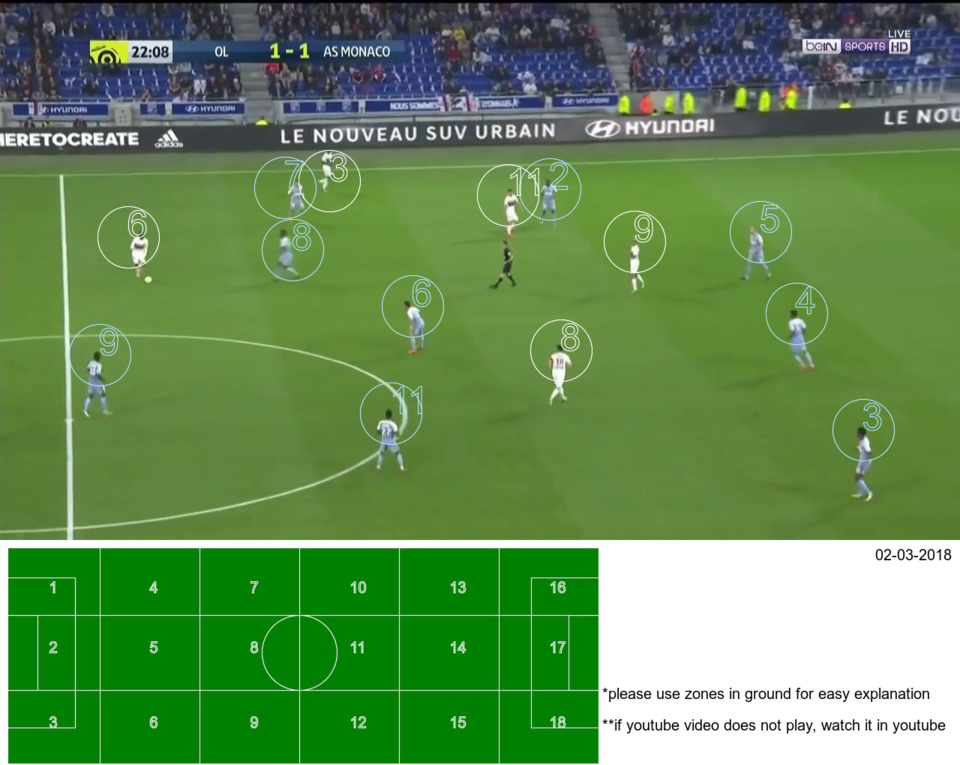 LIVE
22:08 OL 1 - 1 AS MONACO
beIN SPORTS HD
HYUNDAI HYUNDAI NOUS SOMMES HYUNDAI
HERETOCREATE adidas LE NOUVEAU SUV URBAIN HYUNDAI LE NOU
7 3 11 2
6 8 9 5
6 4
9 8
11 3
02-03-2018
1 4 7 10 13 16
2 5 8 11 14 17
*please use zones in ground for easy explanation
3 6 9 12 15 18
**if youtube video does not play, watch it in youtube